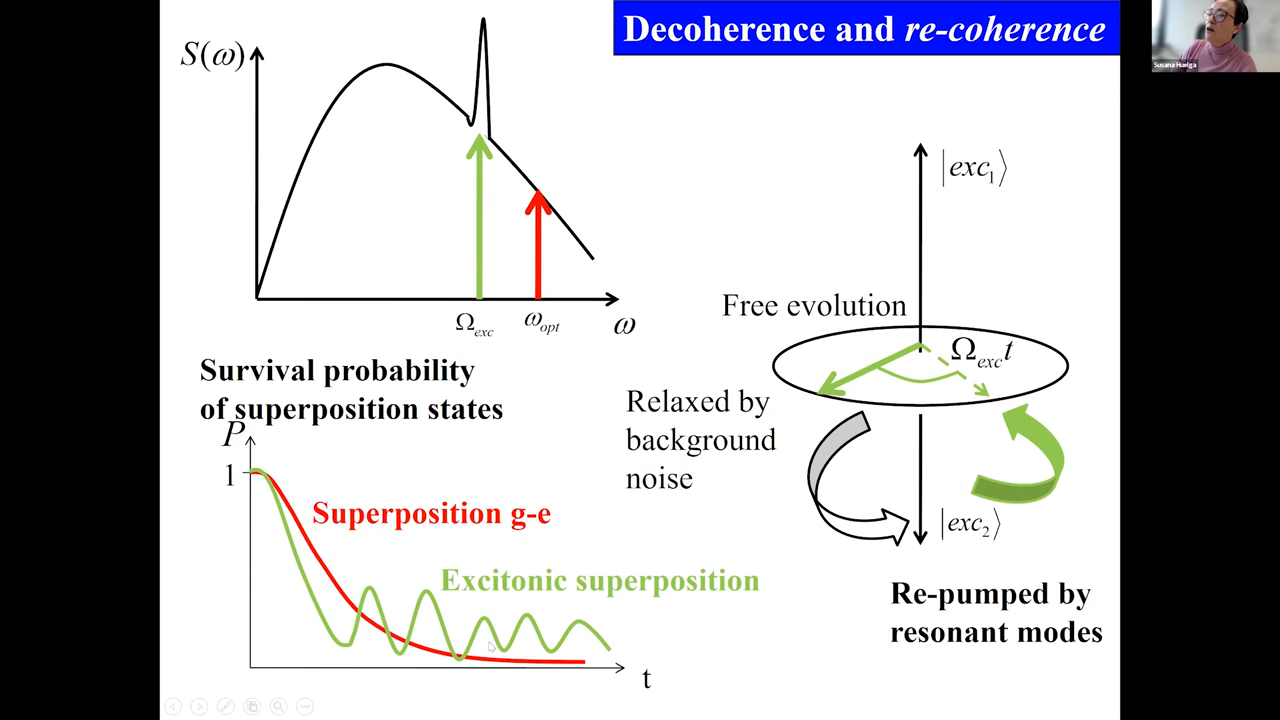 Decoherence and re-coherence
Susana Huelga
S(ω)
Ω_exc
ω_opt
ω
|exc₁⟩
Free evolution
Ω_exc t
Survival probability
of superposition states
Relaxed by
background
noise
P
1
Superposition g-e
Excitonic superposition
|exc₂⟩
Re-pumped by
resonant modes
t